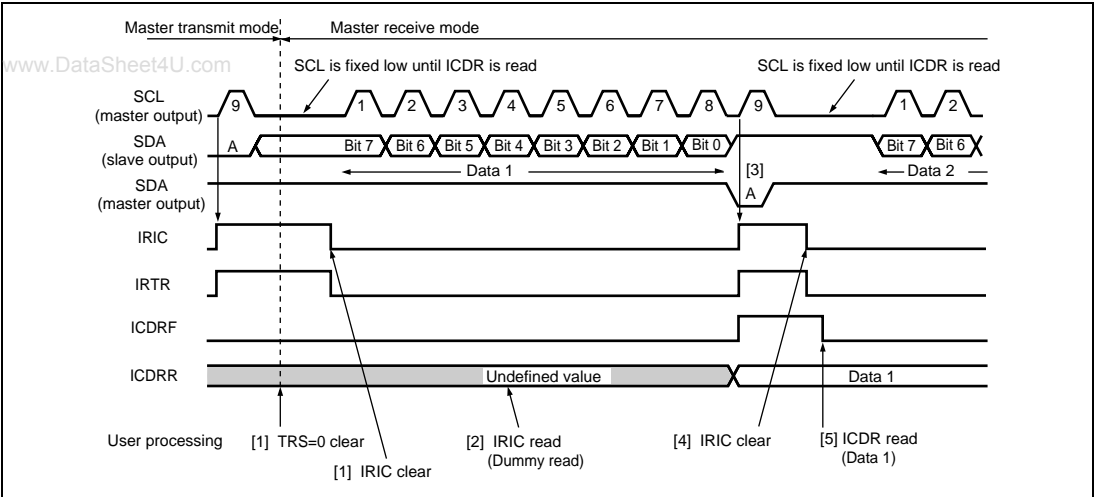 Master transmit mode Master receive mode
www.DataSheet4U.com
SCL is fixed low until ICDR is read SCL is fixed low until ICDR is read
SCL
(master output)
9 1 2 3 4 5 6 7 8 9 1 2
SDA
(slave output)
A Bit 7 Bit 6 Bit 5 Bit 4 Bit 3 Bit 2 Bit 1 Bit 0 Bit 7 Bit 6
Data 1 [3] Data 2
SDA
(master output)
A
IRIC
IRTR
ICDRF
ICDRR
Undefined value Data 1
User processing [1] TRS=0 clear [2] IRIC read
(Dummy read)
[4] IRIC clear [5] ICDR read
(Data 1)
[1] IRIC clear